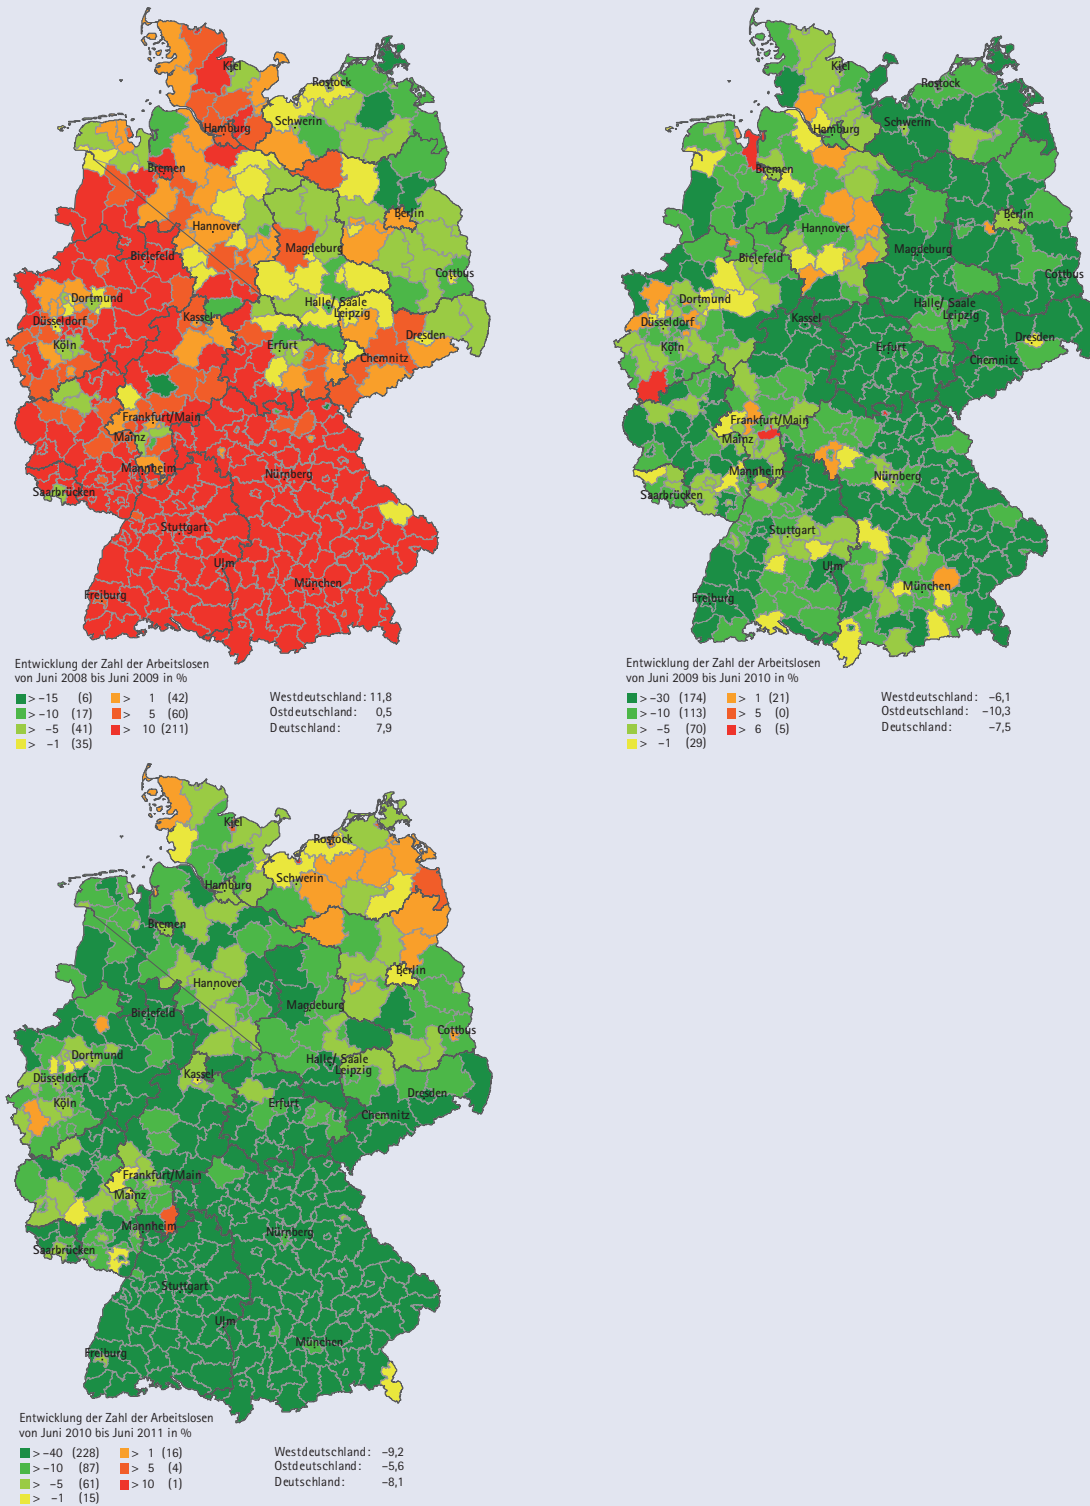 Kiel
Rostock
Schwerin
Hamburg
Bremen
Berlin
Hannover
Magdeburg
Bielefeld
Cottbus
Dortmund
Halle/ Saale
Leipzig
Düsseldorf
Kassel
Dresden
Köln
Erfurt
Chemnitz
Frankfurt/Main
Mainz
Mannheim
Nürnberg
Saarbrücken
Stuttgart
Ulm
München
Freiburg
Entwicklung der Zahl der Arbeitslosen
von Juni 2008 bis Juni 2009 in %
> −15 (6) > 1 (42) Westdeutschland: 11,8
> −10 (17) > 5 (60) Ostdeutschland: 0,5
> −5 (41) > 10 (211) Deutschland: 7,9
> −1 (35)
Kiel
Rostock
Schwerin
Hamburg
Bremen
Berlin
Hannover
Magdeburg
Bielefeld
Cottbus
Dortmund
Halle/ Saale
Leipzig
Düsseldorf
Kassel
Dresden
Köln
Erfurt
Chemnitz
Frankfurt/Main
Mainz
Mannheim
Nürnberg
Saarbrücken
Stuttgart
Ulm
München
Freiburg
Entwicklung der Zahl der Arbeitslosen
von Juni 2009 bis Juni 2010 in %
> −30 (174) > 1 (21) Westdeutschland: −6,1
> −10 (113) > 5 (0) Ostdeutschland: −10,3
> −5 (70) > 6 (5) Deutschland: −7,5
> −1 (29)
Kiel
Rostock
Schwerin
Hamburg
Bremen
Berlin
Hannover
Magdeburg
Bielefeld
Cottbus
Dortmund
Halle/ Saale
Leipzig
Düsseldorf
Kassel
Dresden
Köln
Erfurt
Chemnitz
Frankfurt/Main
Mainz
Mannheim
Nürnberg
Saarbrücken
Stuttgart
Ulm
München
Freiburg
Entwicklung der Zahl der Arbeitslosen
von Juni 2010 bis Juni 2011 in %
> −40 (228) > 1 (16) Westdeutschland: −9,2
> −10 (87) > 5 (4) Ostdeutschland: −5,6
> −5 (61) > 10 (1) Deutschland: −8,1
> −1 (15)